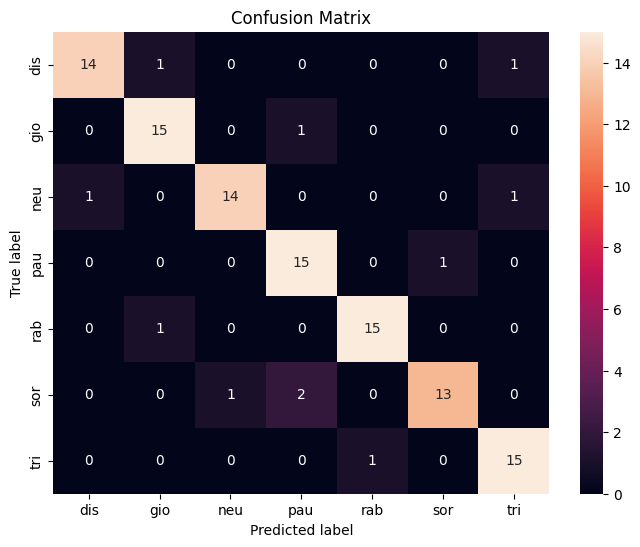 Confusion Matrix
True label
dis 14 1 0 0 0 0 1
gio 0 15 0 1 0 0 0
neu 1 0 14 0 0 0 1
pau 0 0 0 15 0 1 0
rab 0 1 0 0 15 0 0
sor 0 0 1 2 0 13 0
tri 0 0 0 0 1 0 15
dis gio neu pau rab sor tri
Predicted label
14
12
10
8
6
4
2
0